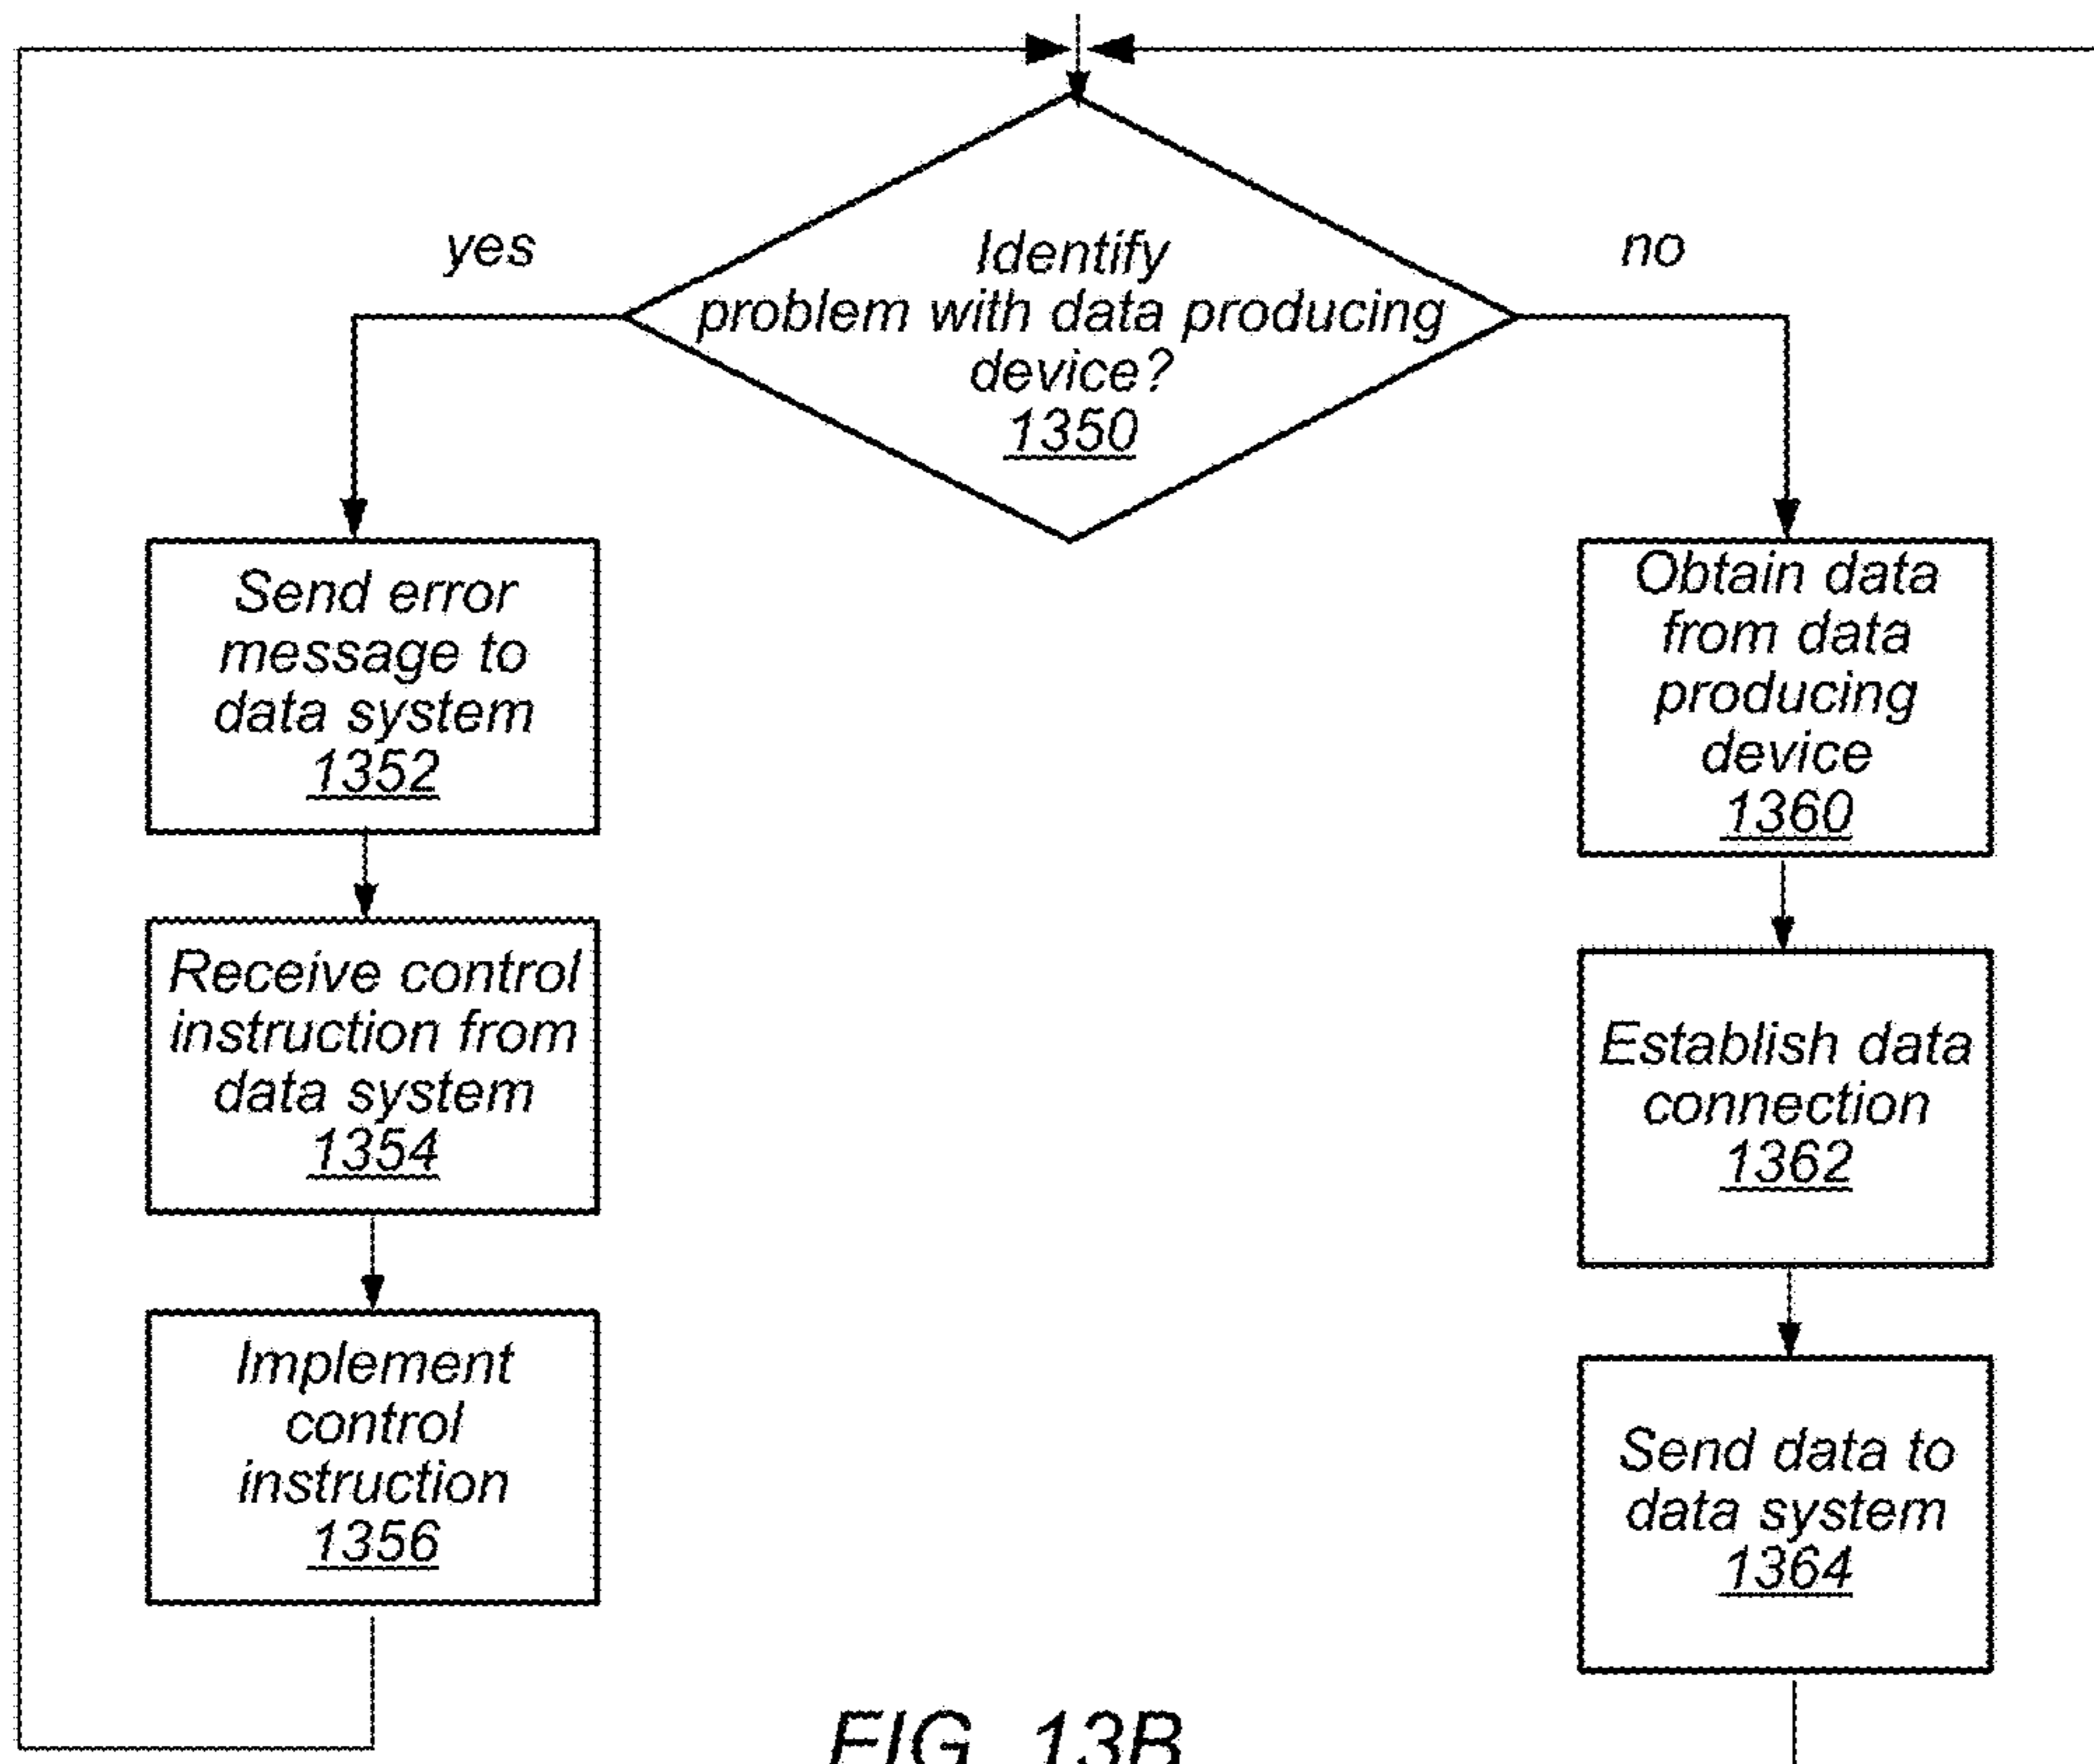 yes
no
Identify
problem with data producing
device?
1350
Send error
message to
data system
1352
Receive control
instruction from
data system
1354
Implement
control
instruction
1356
Obtain data
from data
producing
device
1360
Establish data
connection
1362
Send data to
data system
1364
FIG. 13B